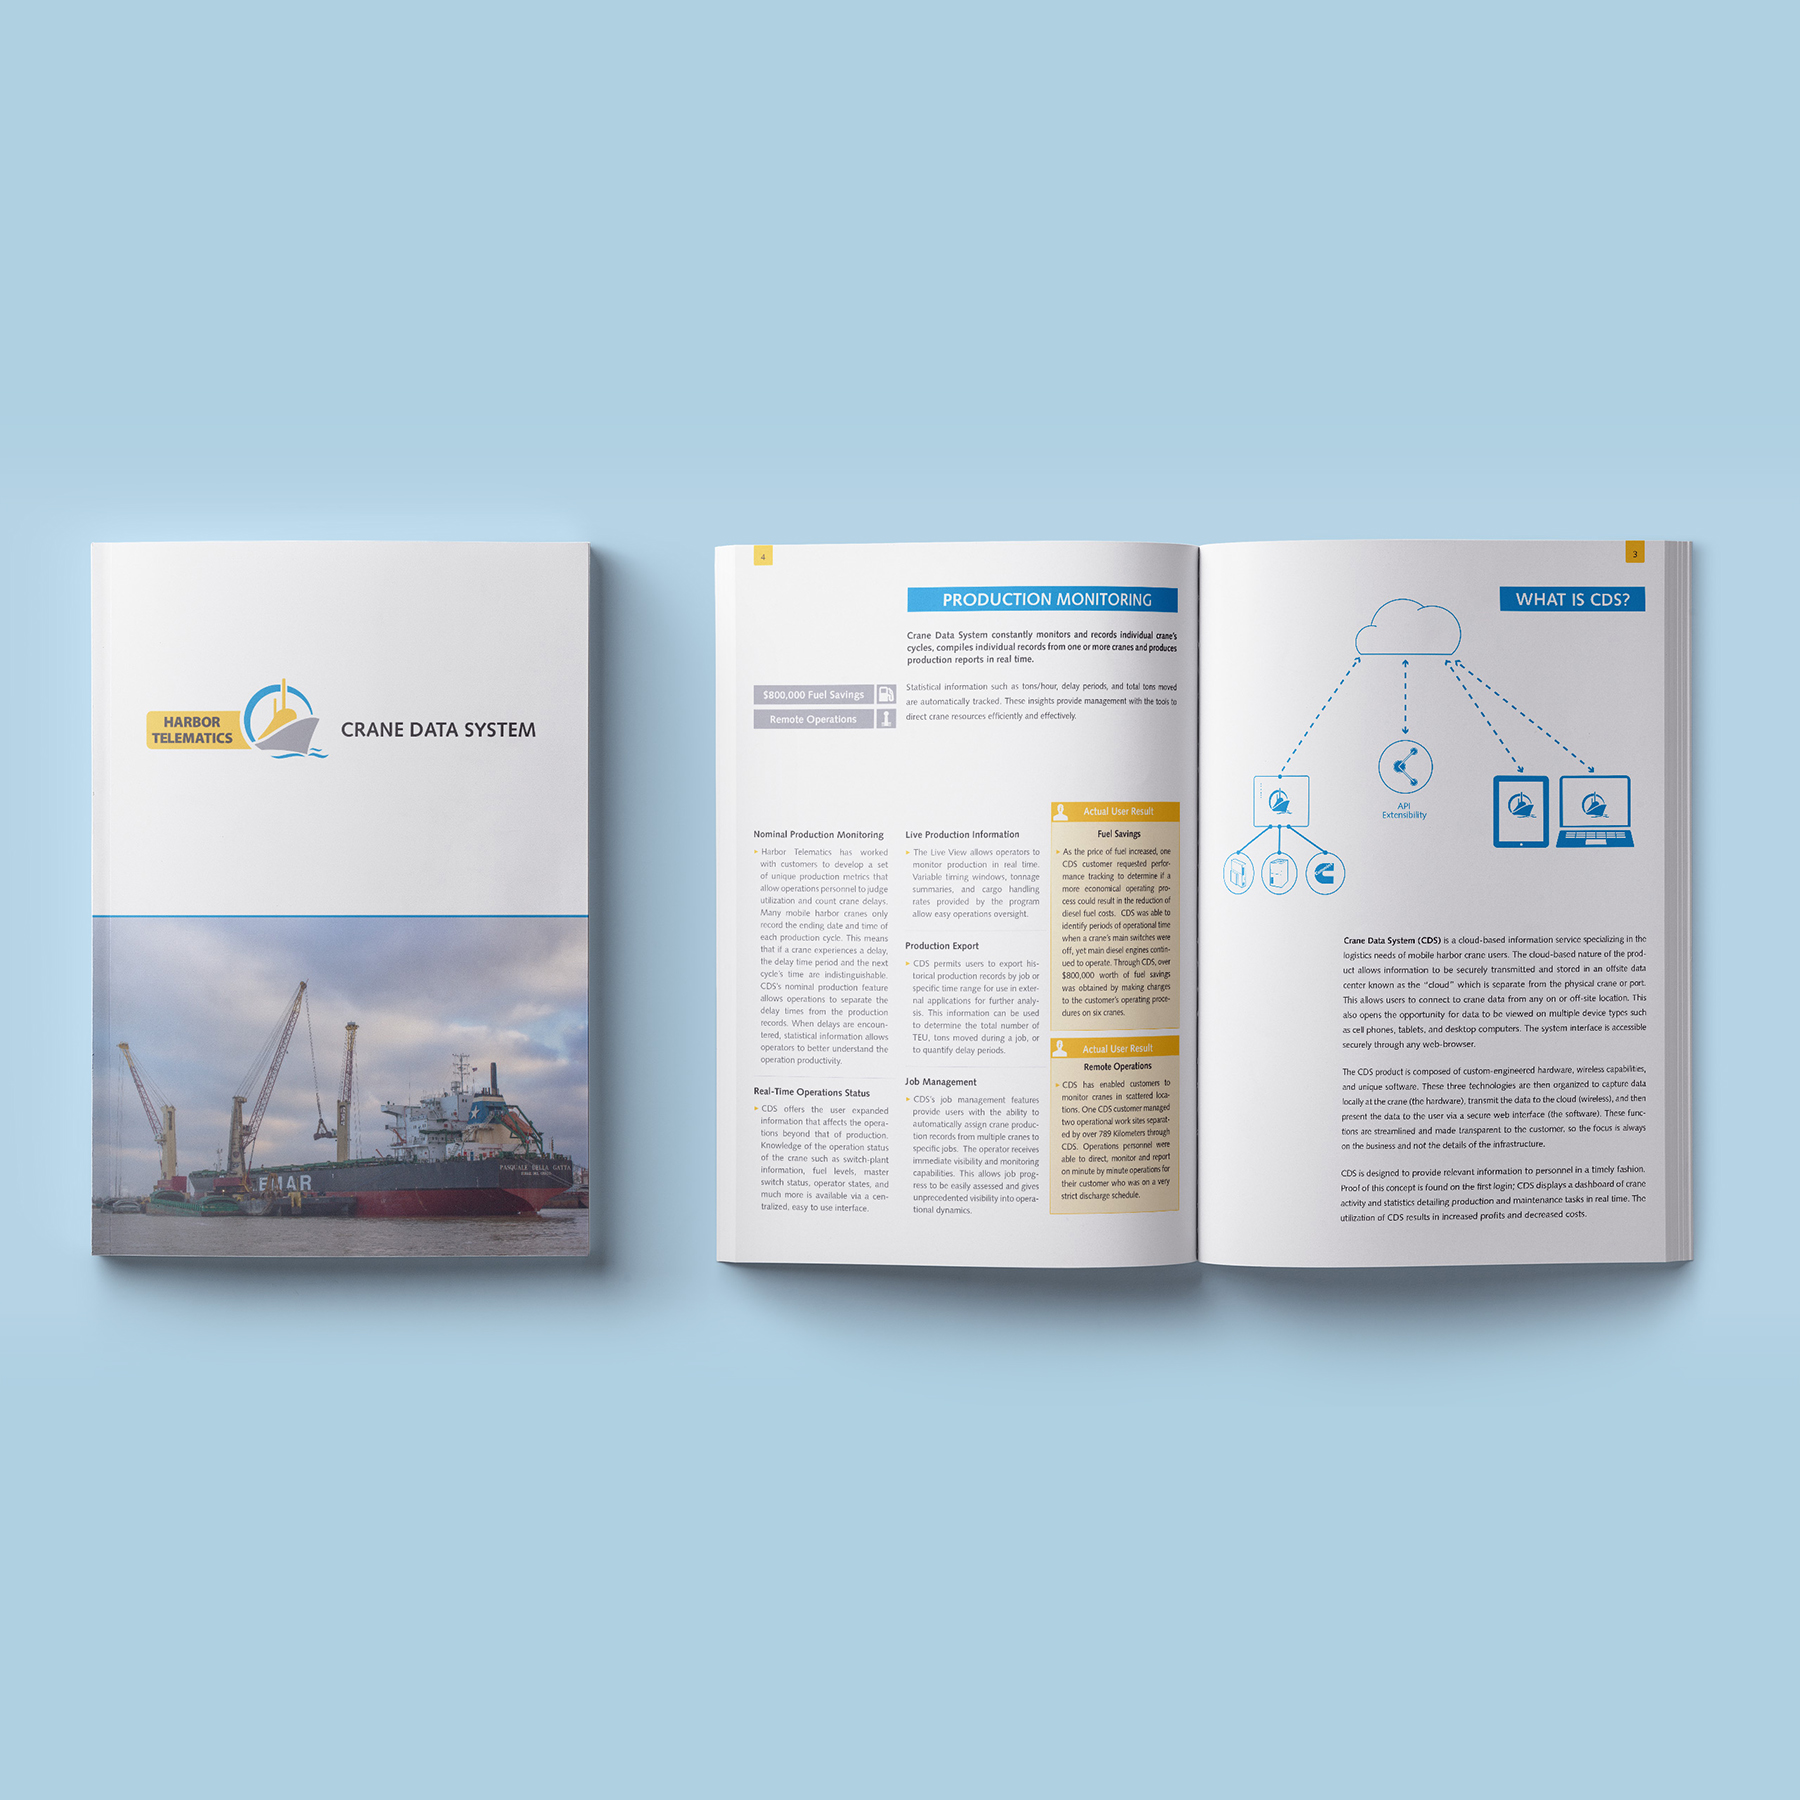 HARBOR
TELEMATICS
CRANE DATA SYSTEM
LEMAR
PASQUALE DELLA GATTA
4
PRODUCTION MONITORING
Crane Data System constantly monitors and records individual crane's
cycles, compiles individual records from one or more cranes and produces
production reports in real time.
$800,000 Fuel Savings
Remote Operations
Statistical information such as tons/hour, delay periods, and total tons moved
are automatically tracked. These insights provide management with the tools to
direct crane resources efficiently and effectively.
Nominal Production Monitoring
Harbor Telematics has worked
with customers to develop a set
of unique production metrics that
allow operations personnel to judge
utilization and count crane delays.
Many mobile harbor cranes only
record the ending date and time of
each production cycle. This means
that if a crane experiences a delay,
the delay time period and the next
cycle's time are indistinguishable.
CDS's nominal production feature
allows operations to separate the
delay times from the production
records. When delays are encoun-
tered, statistical information allows
operators to better understand the
operation productivity.
Real-Time Operations Status
CDS offers the user expanded
information that affects the opera-
tions beyond that of production.
Knowledge of the operation status
of the crane such as switch-plant
information, fuel levels, master
switch status, operator states, and
much more is available via a cen-
tralized, easy to use interface.
Live Production Information
The Live View allows operators to
monitor production in real time.
Variable timing windows, tonnage
summaries, and cargo handling
rates provided by the program
allow easy operations oversight.
Production Export
CDS permits users to export his-
torical production records by job or
specific time range for use in exter-
nal applications for further analy-
sis. This information can be used
to determine the total number of
TEU, tons moved during a job, or
to quantify delay periods.
Job Management
CDS's job management features
provide users with the ability to
automatically assign crane produc-
tion records from multiple cranes to
specific jobs. The operator receives
immediate visibility and monitoring
capabilities. This allows job prog-
ress to be easily assessed and gives
unprecedented visibility into opera-
tional dynamics.
Actual User Result
Fuel Savings
As the price of fuel increased, one
CDS customer requested perfor-
mance tracking to determine if a
more economical operating pro-
cess could result in the reduction of
diesel fuel costs. CDS was able to
identify periods of operational time
when a crane's main switches were
off, yet main diesel engines contin-
ued to operate. Through CDS, over
$800,000 worth of fuel savings
was obtained by making changes
to the customer's operating proce-
dures on six cranes.
Actual User Result
Remote Operations
CDS has enabled customers to
monitor cranes in scattered loca-
tions. One CDS customer managed
two operational work sites separat-
ed by over 789 Kilometers through
CDS. Operations personnel were
able to direct, monitor and report
on minute by minute operations for
their customer who was on a very
strict discharge schedule.
3
WHAT IS CDS?
API
Extensibility
Crane Data System (CDS) is a cloud-based information service specializing in the
logistics needs of mobile harbor crane users. The cloud-based nature of the prod-
uct allows information to be securely transmitted and stored in an offsite data
center known as the "cloud" which is separate from the physical crane or port.
This allows users to connect to crane data from any on or off-site location. This
also opens the opportunity for data to be viewed on multiple device types such
as cell phones, tablets, and desktop computers. The system interface is accessible
securely through any web-browser.
The CDS product is composed of custom-engineered hardware, wireless capabilities,
and unique software. These three technologies are then organized to capture data
locally at the crane (the hardware), transmit the data to the cloud (wireless), and then
present the data to the user via a secure web interface (the software). These func-
tions are streamlined and made transparent to the customer, so the focus is always
on the business and not the details of the infrastructure.
CDS is designed to provide relevant information to personnel in a timely fashion.
Proof of this concept is found on the first login; CDS displays a dashboard of crane
activity and statistics detailing production and maintenance tasks in real time. The
utilization of CDS results in increased profits and decreased costs.